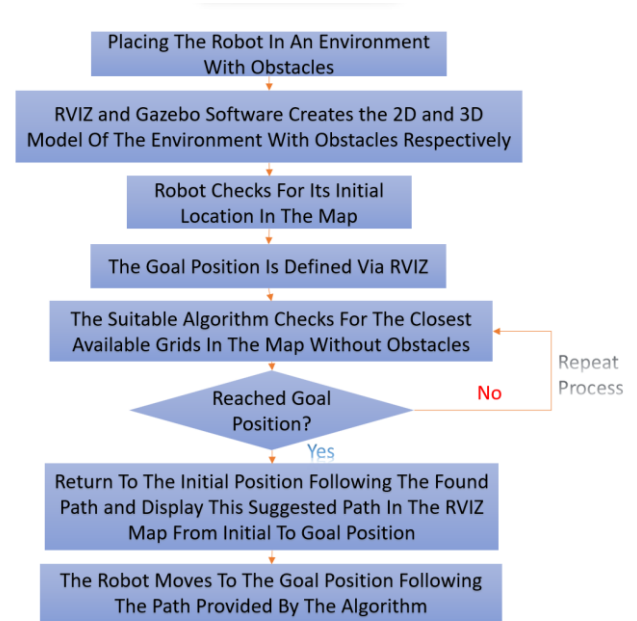 Placing The Robot In An Environment
With Obstacles
RVIZ and Gazebo Software Creates the 2D and 3D
Model Of The Environment With Obstacles Respectively
Robot Checks For Its Initial
Location In The Map
The Goal Position Is Defined Via RVIZ
The Suitable Algorithm Checks For The Closest
Available Grids In The Map Without Obstacles
Repeat
Process
Reached Goal
Position?
No
Yes
Return To The Initial Position Following The Found
Path and Display This Suggested Path In The RVIZ
Map From Initial To Goal Position
The Robot Moves To The Goal Position Following
The Path Provided By The Algorithm